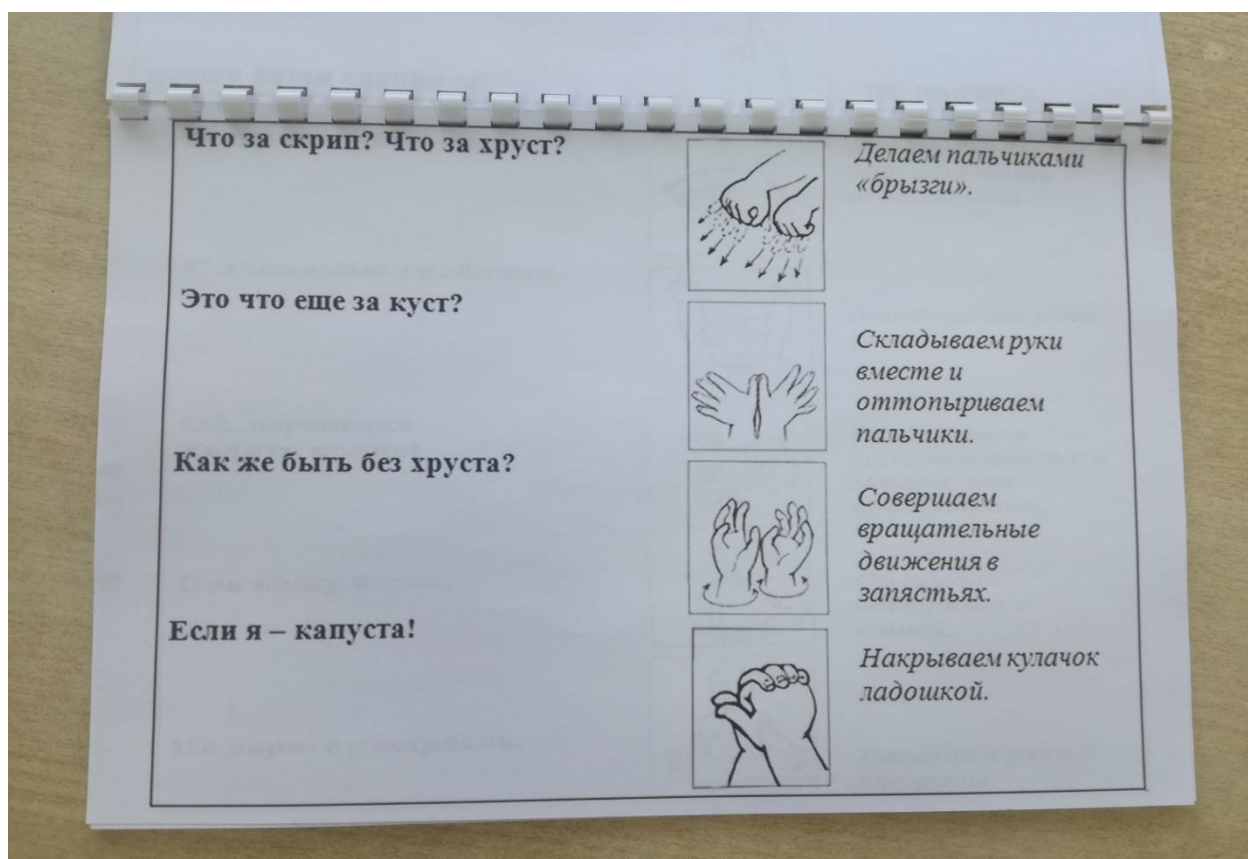 Что за скрип? Что за хруст?
Делаем пальчиками
«брызги».
Это что еще за куст?
Складываем руки
вместе и
оттопыриваем
пальчики.
Как же быть без хруста?
Совершаем
вращательные
движения в
запястьях.
Если я – капуста!
Накрываем кулачок
ладошкой.